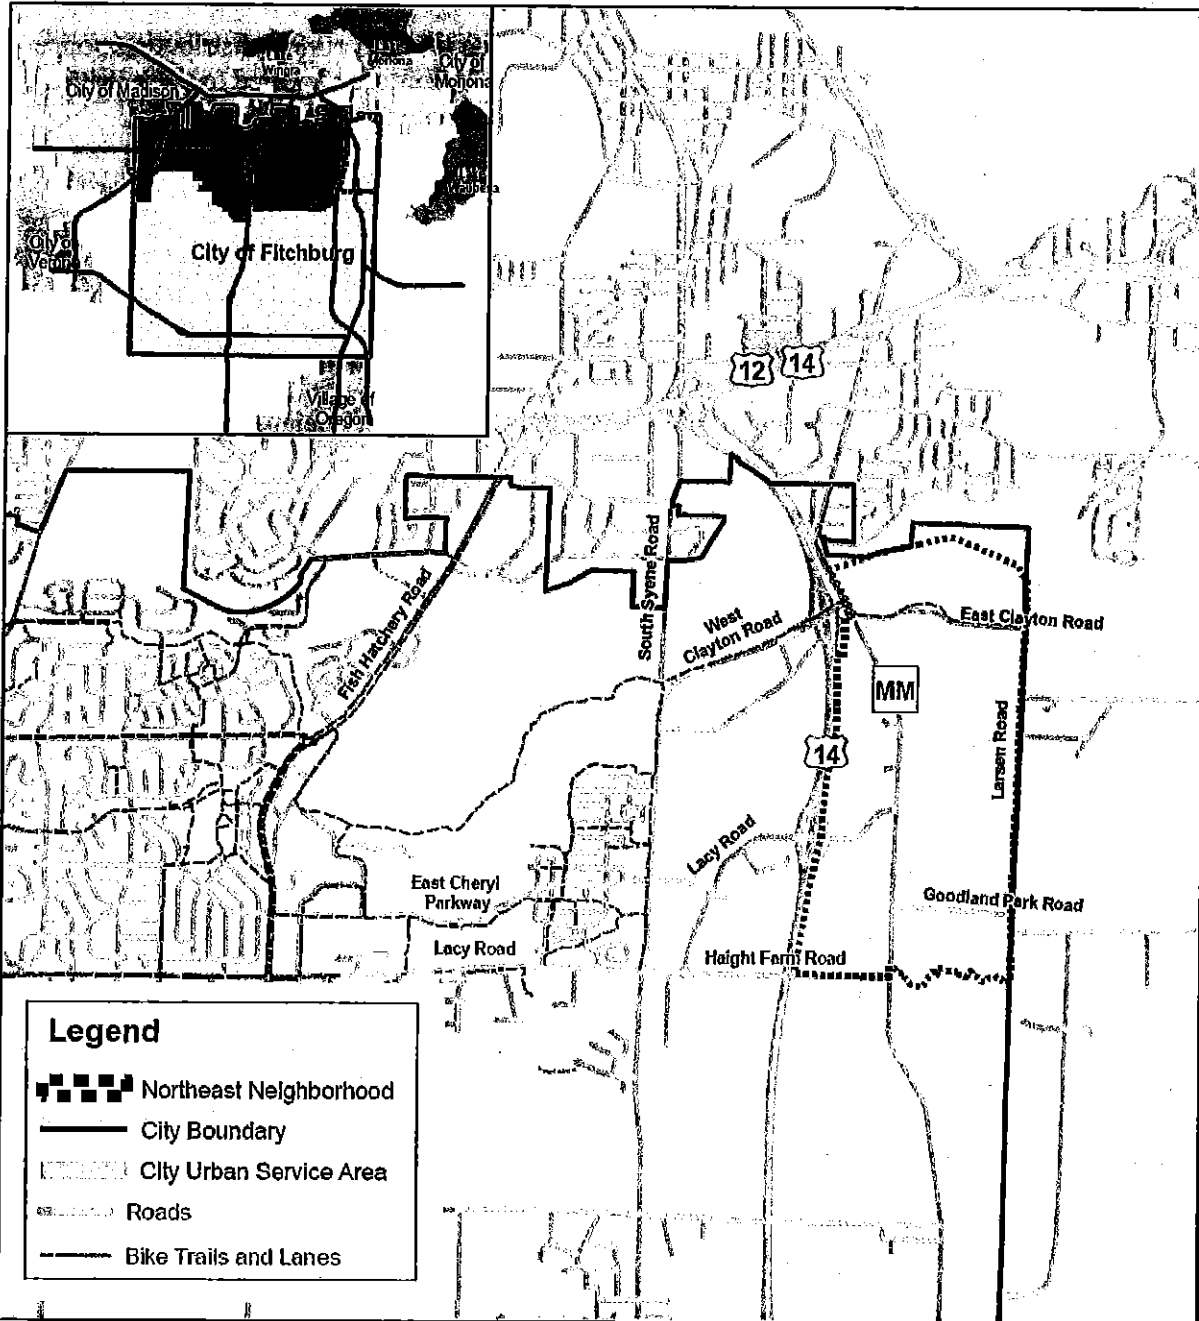 Lake
Wingra
Monona
City of
Monona
City of Madison
Waubesa
City of
Verona
City of Fitchburg
Village of
Oregon
12
14
South Syene Road
West
Clayton Road
East Clayton Road
Fish Hatchery Road
MM
14
Larsen Road
Lacy Road
East Cheryl
Parkway
Goodland Park Road
Lacy Road
Haight Farm Road
Legend
Northeast Neighborhood
City Boundary
City Urban Service Area
Roads
Bike Trails and Lanes